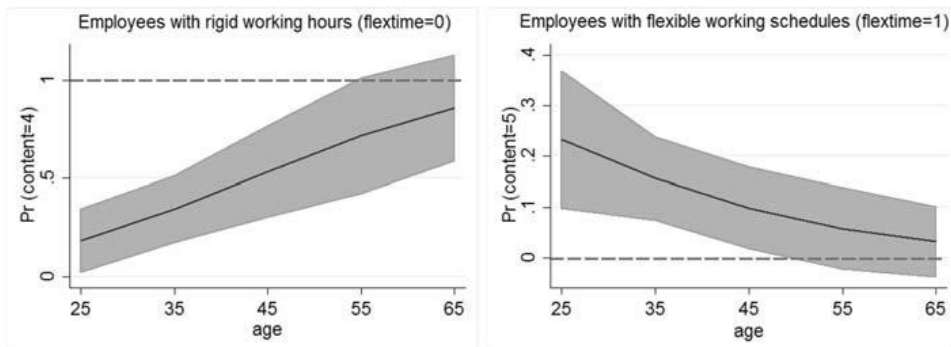 Employees with rigid working hours (flextime=0)
Pr (content=4)
1
.5
0
25 35 45 55 65
age
Employees with flexible working schedules (flextime=1)
Pr (content=5)
.4
.3
.2
.1
0
25 35 45 55 65
age